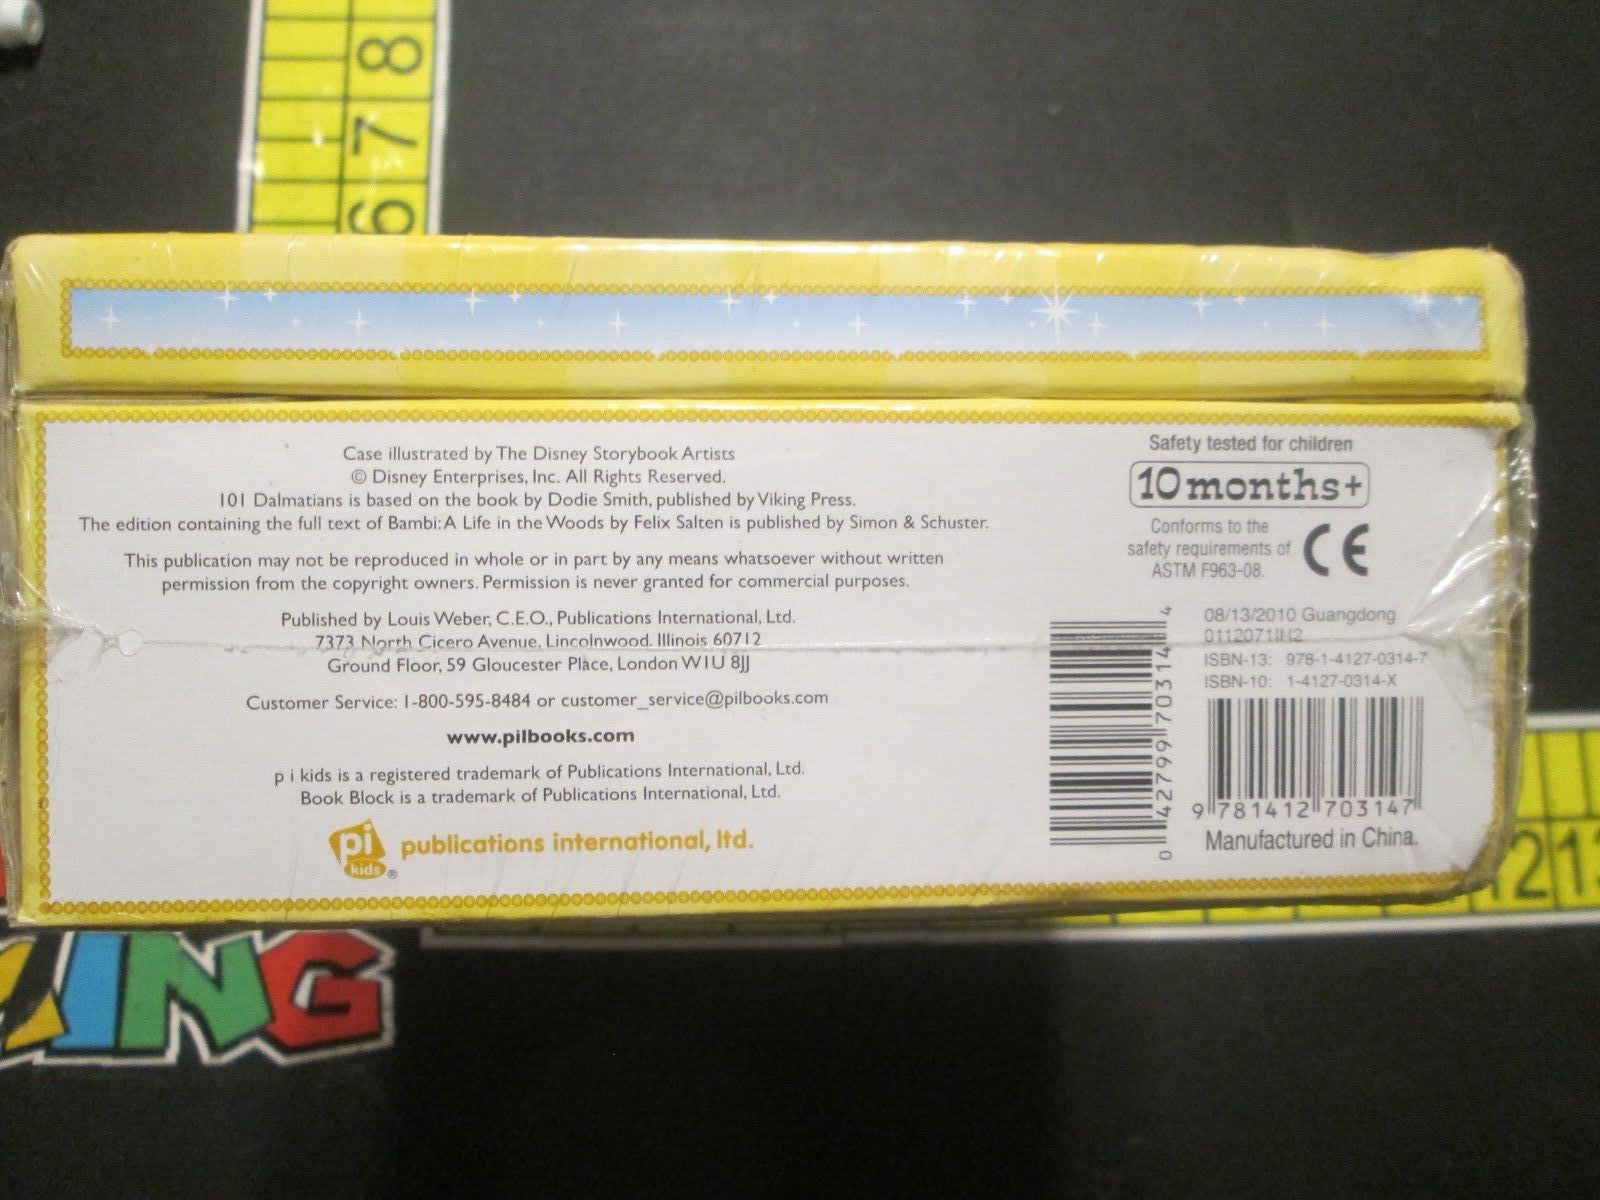 8
7
6
Case illustrated by The Disney Storybook Artists
© Disney Enterprises, Inc. All Rights Reserved.
101 Dalmatians is based on the book by Dodie Smith, published by Viking Press.
The edition containing the full text of Bambi: A Life in the Woods by Felix Salten is published by Simon & Schuster.
This publication may not be reproduced in whole or in part by any means whatsoever without written
permission from the copyright owners. Permission is never granted for commercial purposes.
Published by Louis Weber, C.E.O., Publications International, Ltd.
7373 North Cicero Avenue, Lincolnwood, Illinois 60712
Ground Floor, 59 Gloucester Place, London W1U 8JJ
Customer Service: 1-800-595-8484 or customer_service@pilbooks.com
www.pilbooks.com
p i kids is a registered trademark of Publications International, Ltd.
Book Block is a trademark of Publications International, Ltd.
pi kids® publications international, ltd.
Safety tested for children
10 months+
Conforms to the
safety requirements of
ASTM F963-08.
CE
0 42799 70314 4
08/13/2010 Guangdong
ISBN-13: 978-1-4127-0314-7
ISBN-10: 1-4127-0314-X
9 781412 703147
Manufactured in China.
12
ING